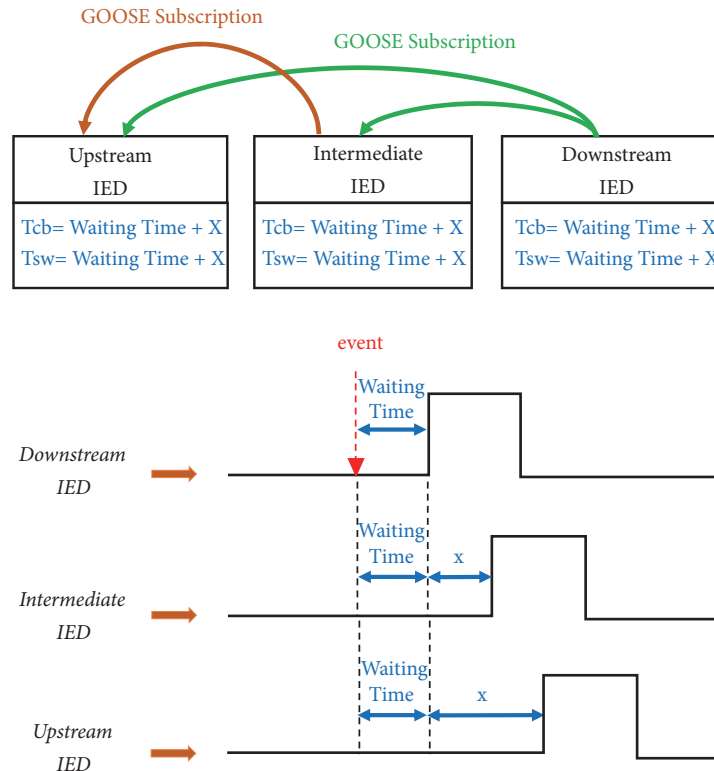 GOOSE Subscription
GOOSE Subscription
Upstream
IED
Intermediate
IED
Downstream
IED
Tcb= Waiting Time + X
Tsw= Waiting Time + X
Tcb= Waiting Time + X
Tsw= Waiting Time + X
Tcb= Waiting Time + X
Tsw= Waiting Time + X
event
Waiting
Time
Downstream
IED
Waiting
Time
x
Intermediate
IED
Waiting
Time
x
Upstream
IED